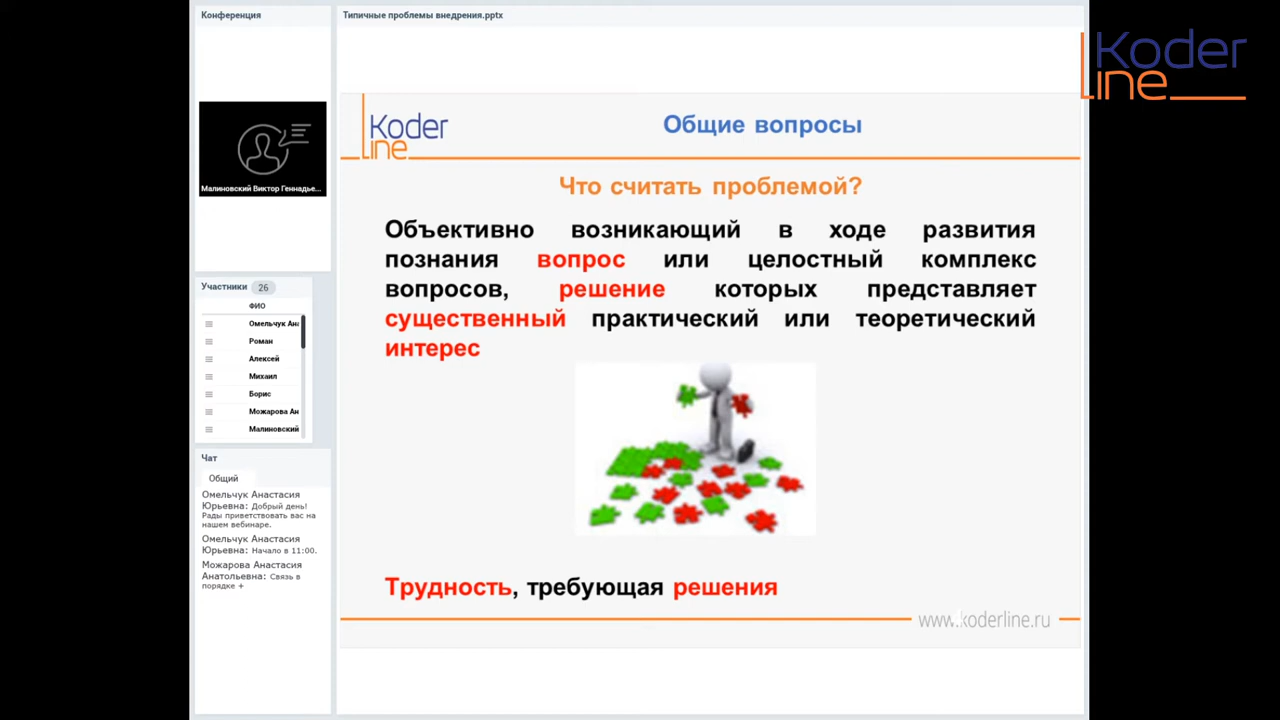 Конференция
Малиновский Виктор Геннадье...
Участники 26
ФИО
Омельчук Ана
Роман
Алексей
Михаил
Борис
Можарова Ан
Малиновский
Чат
Общий
Омельчук Анастасия
Юрьевна: Добрый день!
Рады приветствовать вас на
нашем вебинаре.
Омельчук Анастасия
Юрьевна: Начало в 11:00.
Можарова Анастасия
Анатольевна: Связь в
порядке +
Типичные проблемы внедрения.pptx
Koder
line
Общие вопросы
Что считать проблемой?
Объективно возникающий в ходе развития
познания вопрос или целостный комплекс
вопросов, решение которых представляет
существенный практический или теоретический
интерес
Трудность, требующая решения
www.koderline.ru
Koder
line